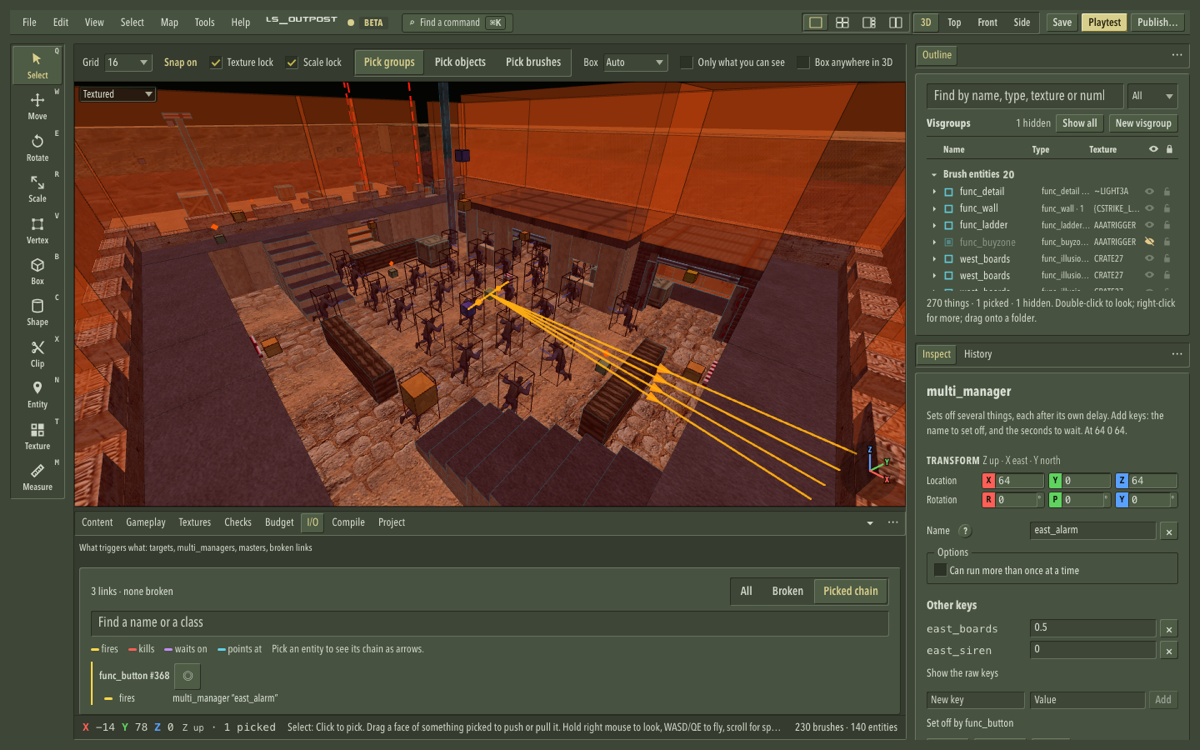 File Edit View Select Map Tools Help LS_OUTPOST BETA Find a command ⌘K 3D Top Front Side Save Playtest Publish...
Q Select
W Move
E Rotate
R Scale
V Vertex
B Box
C Shape
X Clip
N Entity
T Texture
M Measure
Grid 16 Snap on Texture lock Scale lock Pick groups Pick objects Pick brushes Box Auto Only what you can see Box anywhere in 3D
Textured
Z Y X
Content Gameplay Textures Checks Budget I/O Compile Project ...
What triggers what: targets, multi_managers, masters, broken links
3 links · none broken All Broken Picked chain
Find a name or a class
fires kills waits on points at Pick an entity to see its chain as arrows.
func_button #368
fires multi_manager "east_alarm"
X −14 Y 78 Z 0 Z up · 1 picked Select: Click to pick. Drag a face of something picked to push or pull it. Hold right mouse to look, WASD/QE to fly, scroll for sp... 230 brushes · 140 entities
Outline ...
Find by name, type, texture or numl All
Visgroups 1 hidden Show all New visgroup
Name Type Texture
Brush entities 20
func_detail func_detail ... ~LIGHT3A
func_wall func_wall · 1 {CSTRIKE_L...
func_ladder func_ladder... AAATRIGGER
func_buyzone func_buyzo... AAATRIGGER
west_boards func_illusio... CRATE27
west_boards func_illusio... CRATE27
270 things · 1 picked · 1 hidden. Double-click to look; right-click
for more; drag onto a folder.
Inspect History ...
multi_manager
Sets off several things, each after its own delay. Add keys: the
name to set off, and the seconds to wait. At 64 0 64.
TRANSFORM Z up · X east · Y north
Location X 64 Y 0 Z 64
Rotation R 0 ° P 0 ° Y 0 °
Name ? east_alarm ×
Options
Can run more than once at a time
Other keys
east_boards 0.5 ×
east_siren 0 ×
Show the raw keys
New key Value Add
Set off by func_button